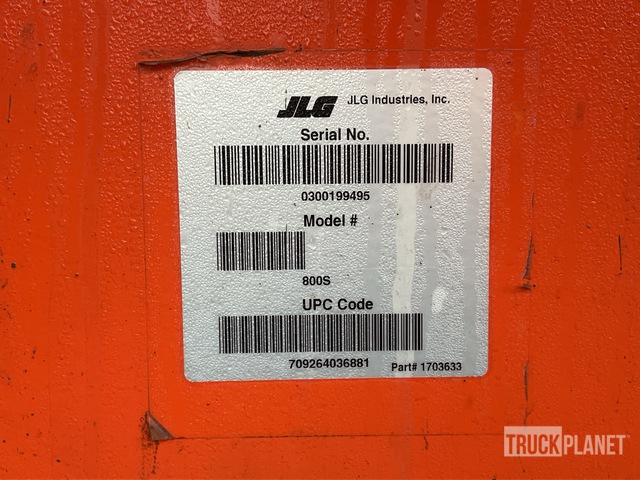 JLG JLG Industries, Inc.
Serial No.
0300199495
Model #
800S
UPC Code
709264036881
Part# 1703633
TRUCKPLANET